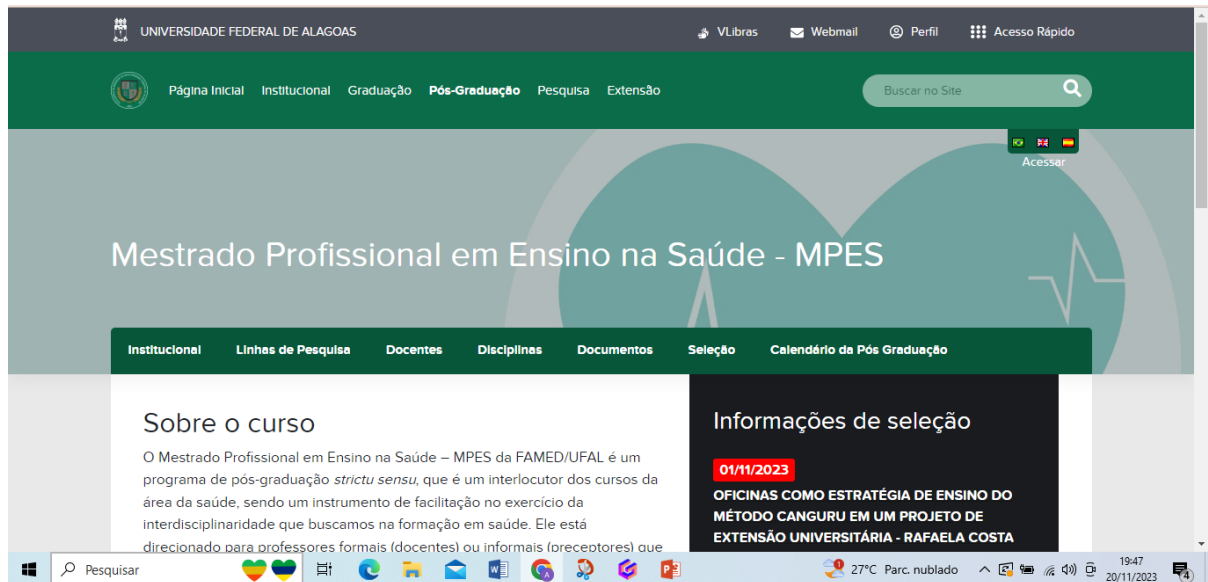 UNIVERSIDADE FEDERAL DE ALAGOAS
VLibras
Webmail
Perfil
Acesso Rápido
Página Inicial
Institucional
Graduação
Pós-Graduação
Pesquisa
Extensão
Buscar no Site
Acessar
Mestrado Profissional em Ensino na Saúde - MPES
Institucional
Linhas de Pesquisa
Docentes
Disciplinas
Documentos
Seleção
Calendário da Pós Graduação
Sobre o curso
O Mestrado Profissional em Ensino na Saúde – MPES da FAMED/UFAL é um
programa de pós-graduação strictu sensu, que é um interlocutor dos cursos da
área da saúde, sendo um instrumento de facilitação no exercício da
interdisciplinaridade que buscamos na formação em saúde. Ele está
direcionado para professores formais (docentes) ou informais (preceptores) que
Informações de seleção
01/11/2023
OFICINAS COMO ESTRATÉGIA DE ENSINO DO
MÉTODO CANGURU EM UM PROJETO DE
EXTENSÃO UNIVERSITÁRIA - RAFAELA COSTA
Pesquisar
27°C Parc. nublado
19:47
20/11/2023
4